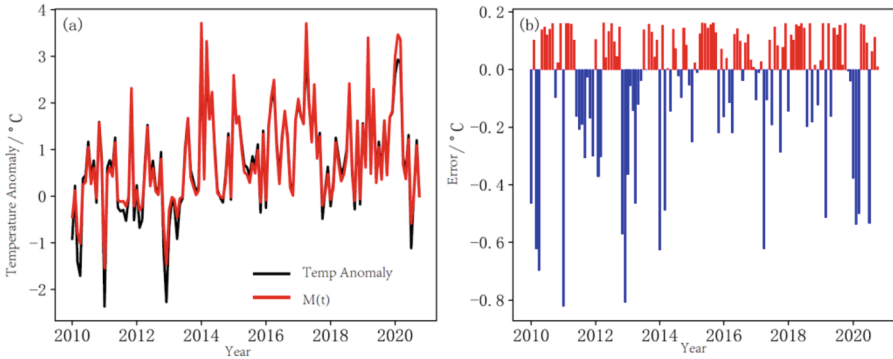 (a)
4
3
2
1
0
−1
−2
Temperature Anomaly/°C
Temp Anomaly
M(t)
2010 2012 2014 2016 2018 2020
Year
(b)
0.2
0.0
−0.2
−0.4
−0.6
−0.8
Error/°C
2010 2012 2014 2016 2018 2020
Year